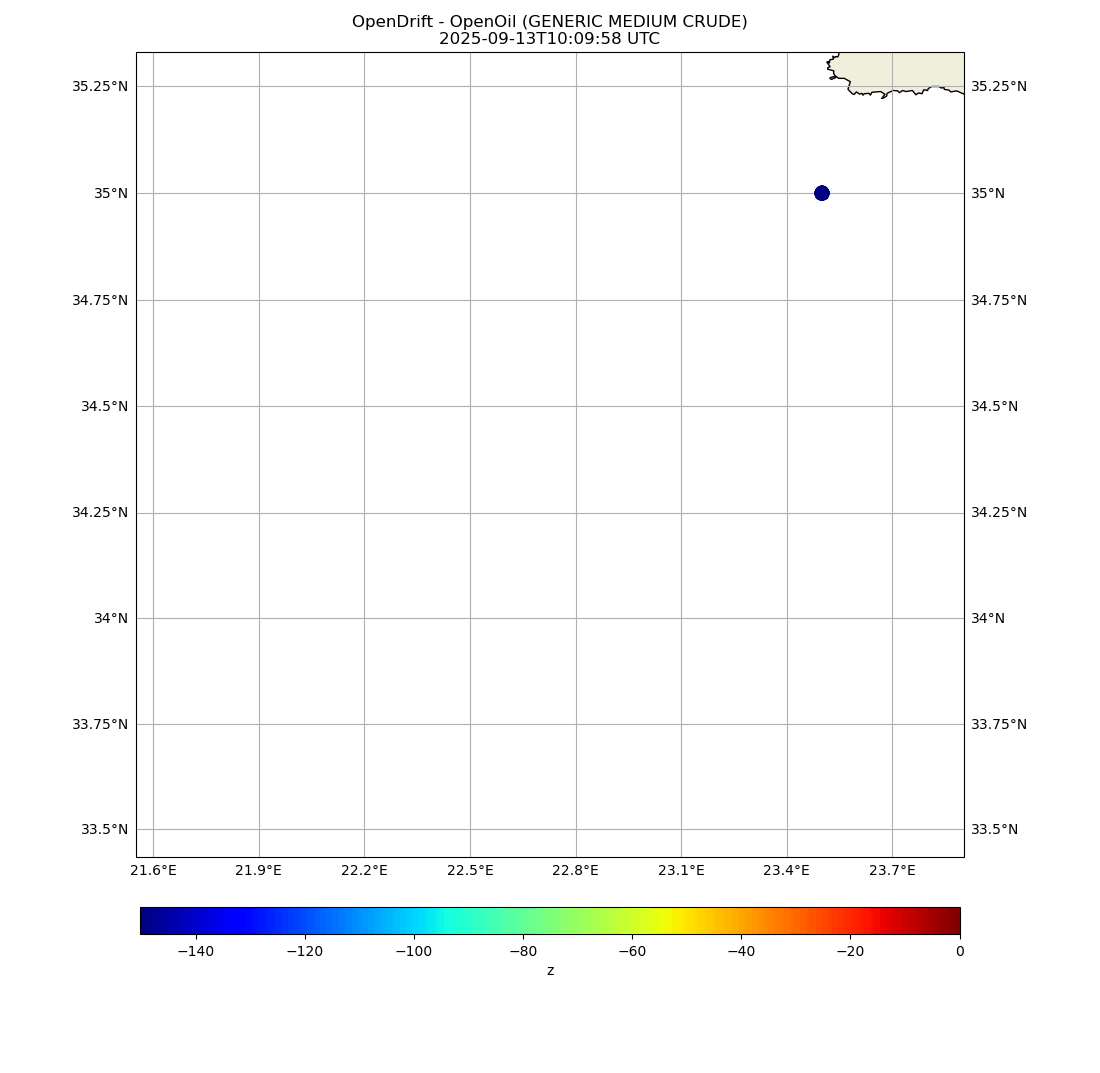 OpenDrift - OpenOil (GENERIC MEDIUM CRUDE)
2025-09-13T10:09:58 UTC
35.25°N 35.25°N
35°N 35°N
34.75°N 34.75°N
34.5°N 34.5°N
34.25°N 34.25°N
34°N 34°N
33.75°N 33.75°N
33.5°N 33.5°N
21.6°E 21.9°E 22.2°E 22.5°E 22.8°E 23.1°E 23.4°E 23.7°E
−140 −120 −100 −80 −60 −40 −20 0
z